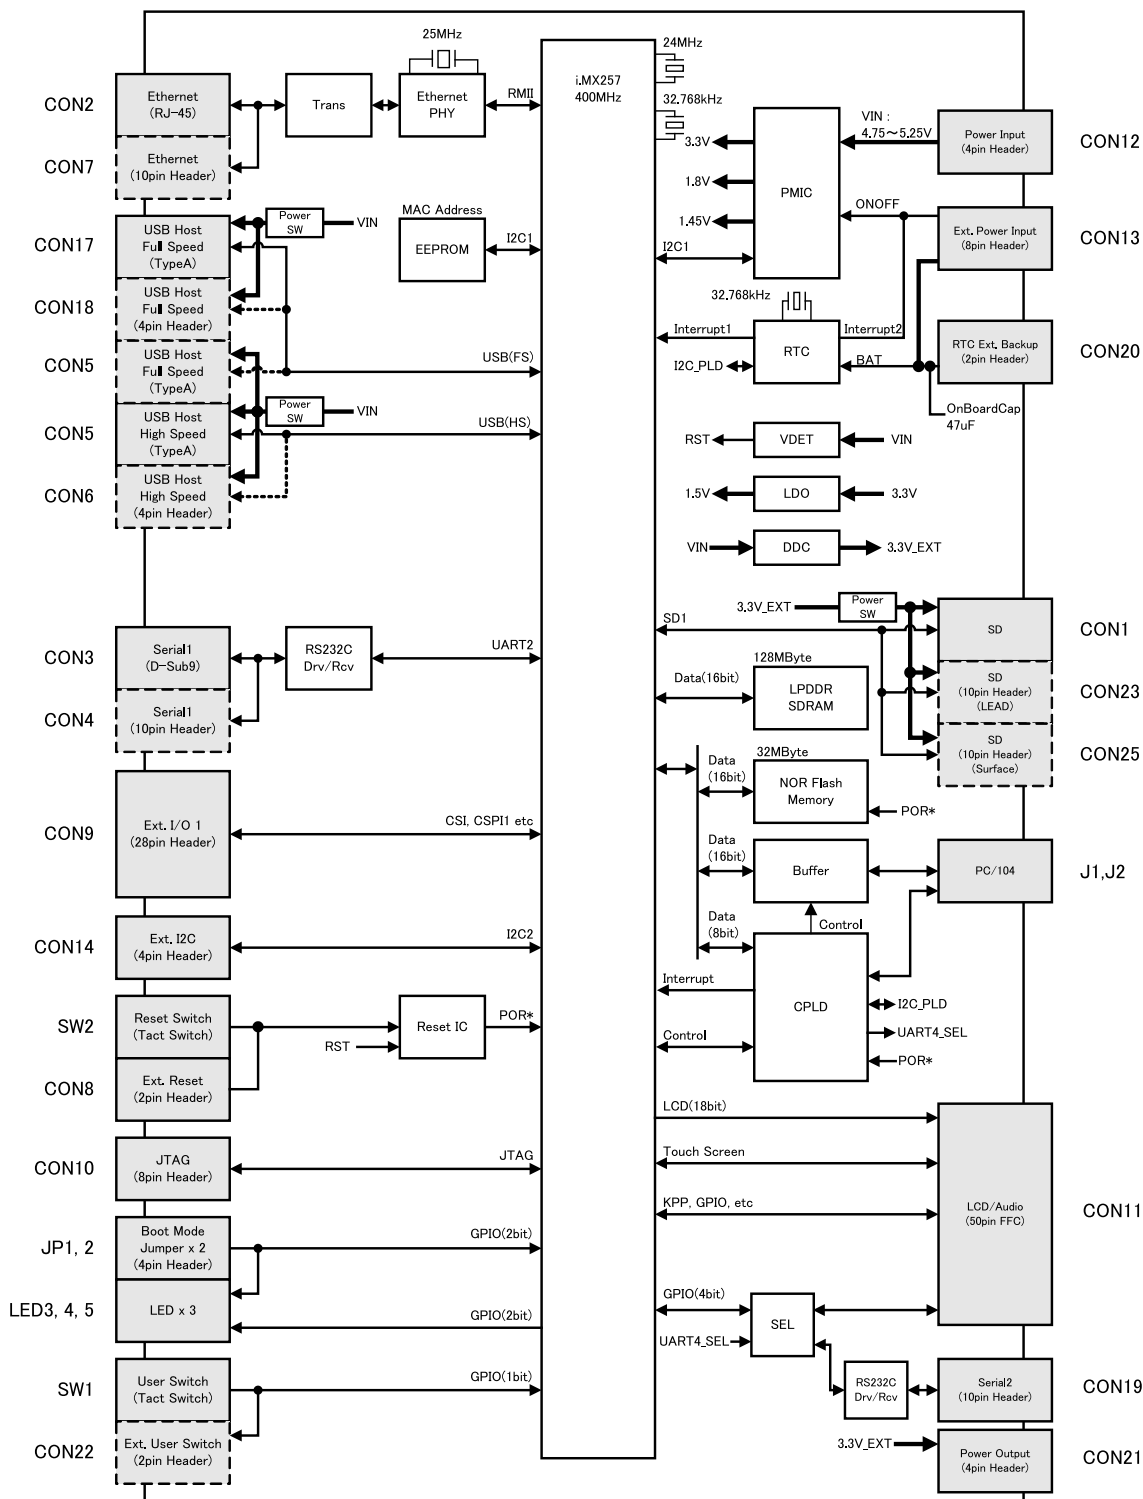 25MHz
24MHz
i.MX257
400MHz
32.768kHz
CON2
Ethernet
(RJ-45)
Trans
Ethernet
PHY
RMII
CON7
Ethernet
(10pin Header)
VIN :
4.75～5.25V
Power Input
(4pin Header)
CON12
3.3V
1.8V
1.45V
PMIC
I2C1
ONOFF
Ext. Power Input
(8pin Header)
CON13
CON17
USB Host
Full Speed
(TypeA)
Power
SW
VIN
MAC Address
EEPROM
I2C1
CON18
USB Host
Full Speed
(4pin Header)
32.768kHz
Interrupt1
RTC
Interrupt2
I2C_PLD
BAT
RTC Ext. Backup
(2pin Header)
CON20
OnBoardCap
47uF
CON5
USB Host
Full Speed
(TypeA)
USB(FS)
CON5
USB Host
High Speed
(TypeA)
Power
SW
VIN
USB(HS)
CON6
USB Host
High Speed
(4pin Header)
RST
VDET
VIN
1.5V
LDO
3.3V
VIN
DDC
3.3V_EXT
3.3V_EXT
Power
SW
SD1
SD
CON1
SD
(10pin Header)
(LEAD)
CON23
SD
(10pin Header)
(Surface)
CON25
CON3
Serial1
(D-Sub9)
RS232C
Drv/Rcv
UART2
CON4
Serial1
(10pin Header)
128MByte
Data(16bit)
LPDDR
SDRAM
32MByte
Data
(16bit)
NOR Flash
Memory
POR*
CON9
Ext. I/O 1
(28pin Header)
CSI, CSPI1 etc
Data
(16bit)
Buffer
PC/104
J1,J2
Control
Data
(8bit)
CPLD
Interrupt
Control
I2C_PLD
UART4_SEL
POR*
CON14
Ext. I2C
(4pin Header)
I2C2
SW2
Reset Switch
(Tact Switch)
RST
Reset IC
POR*
CON8
Ext. Reset
(2pin Header)
CON10
JTAG
(8pin Header)
JTAG
LCD(18bit)
Touch Screen
KPP, GPIO, etc
LCD/Audio
(50pin FFC)
CON11
JP1, 2
Boot Mode
Jumper x 2
(4pin Header)
GPIO(2bit)
LED3, 4, 5
LED x 3
GPIO(2bit)
GPIO(4bit)
SEL
UART4_SEL
SW1
User Switch
(Tact Switch)
GPIO(1bit)
RS232C
Drv/Rcv
Serial2
(10pin Header)
CON19
CON22
Ext. User Switch
(2pin Header)
3.3V_EXT
Power Output
(4pin Header)
CON21